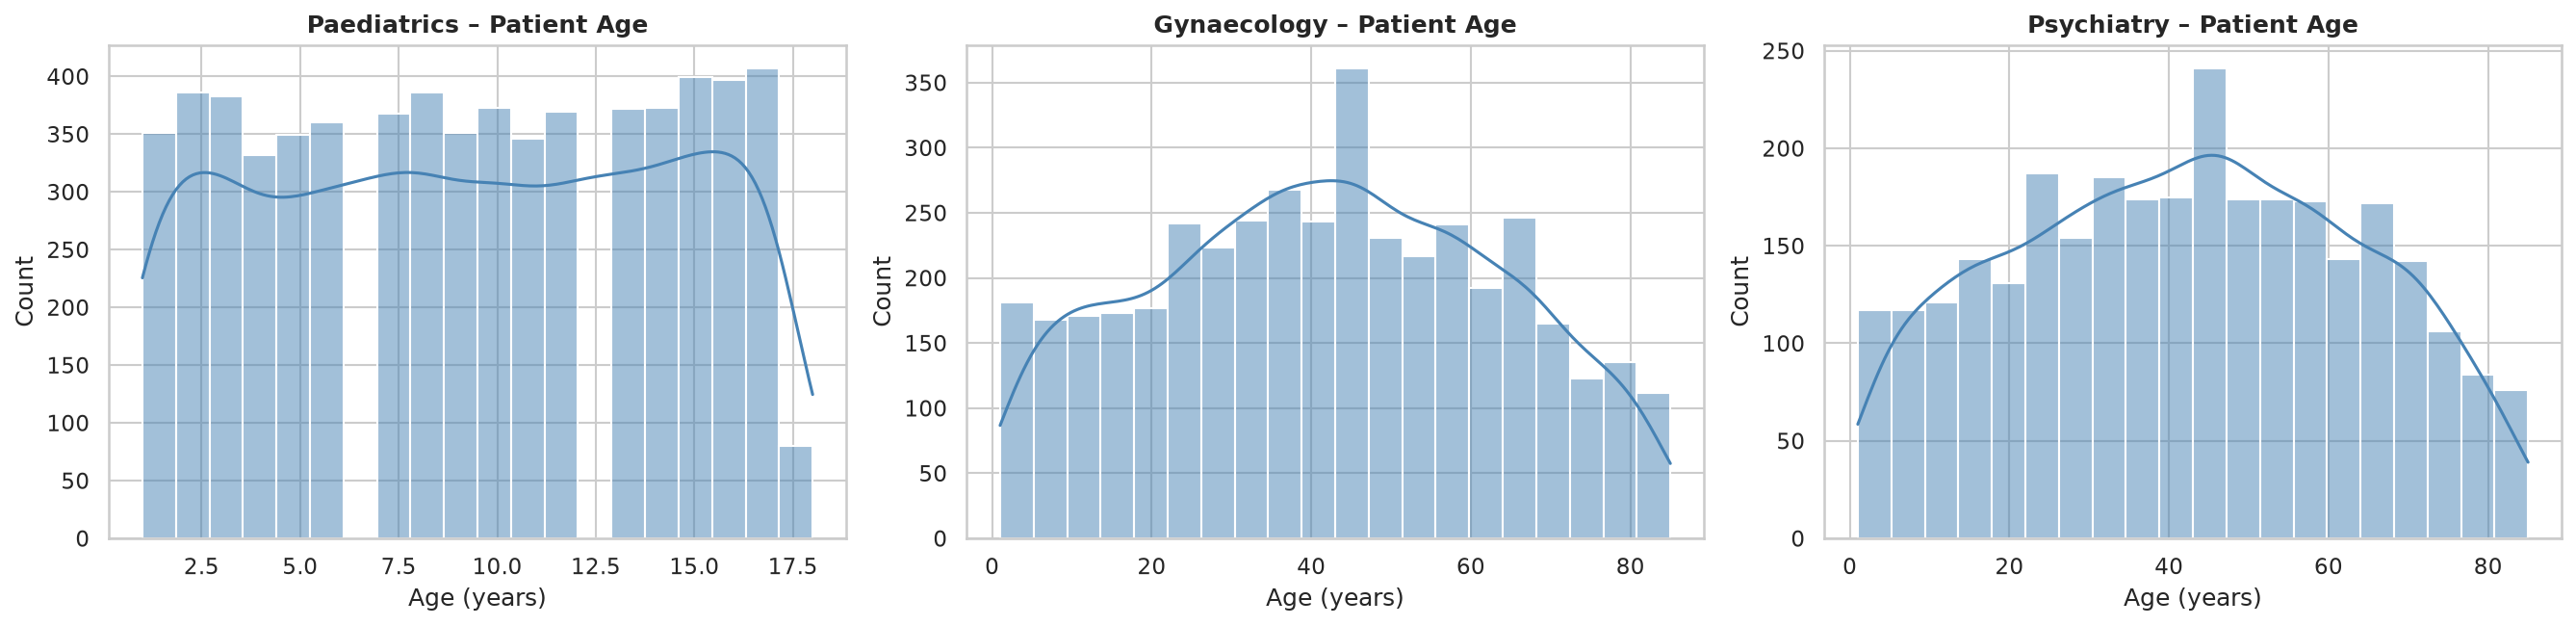 Paediatrics – Patient Age
Count
400
350
300
250
200
150
100
50
0
2.5 5.0 7.5 10.0 12.5 15.0 17.5
Age (years)
Gynaecology – Patient Age
Count
350
300
250
200
150
100
50
0
0 20 40 60 80
Age (years)
Psychiatry – Patient Age
Count
250
200
150
100
50
0
0 20 40 60 80
Age (years)